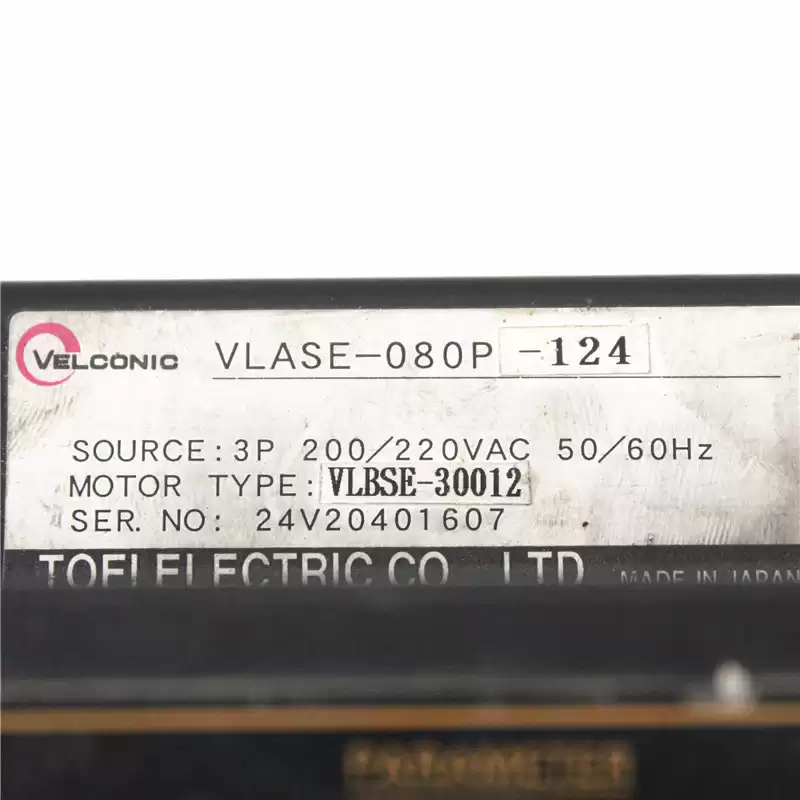 VELCONIC VLASE-080P -124
SOURCE: 3P 200/220VAC 50/60Hz
MOTOR TYPE: VLBSE-30012
SER. NO: 24V20401607
TOEI ELECTRIC CO., LTD. MADE IN JAPAN